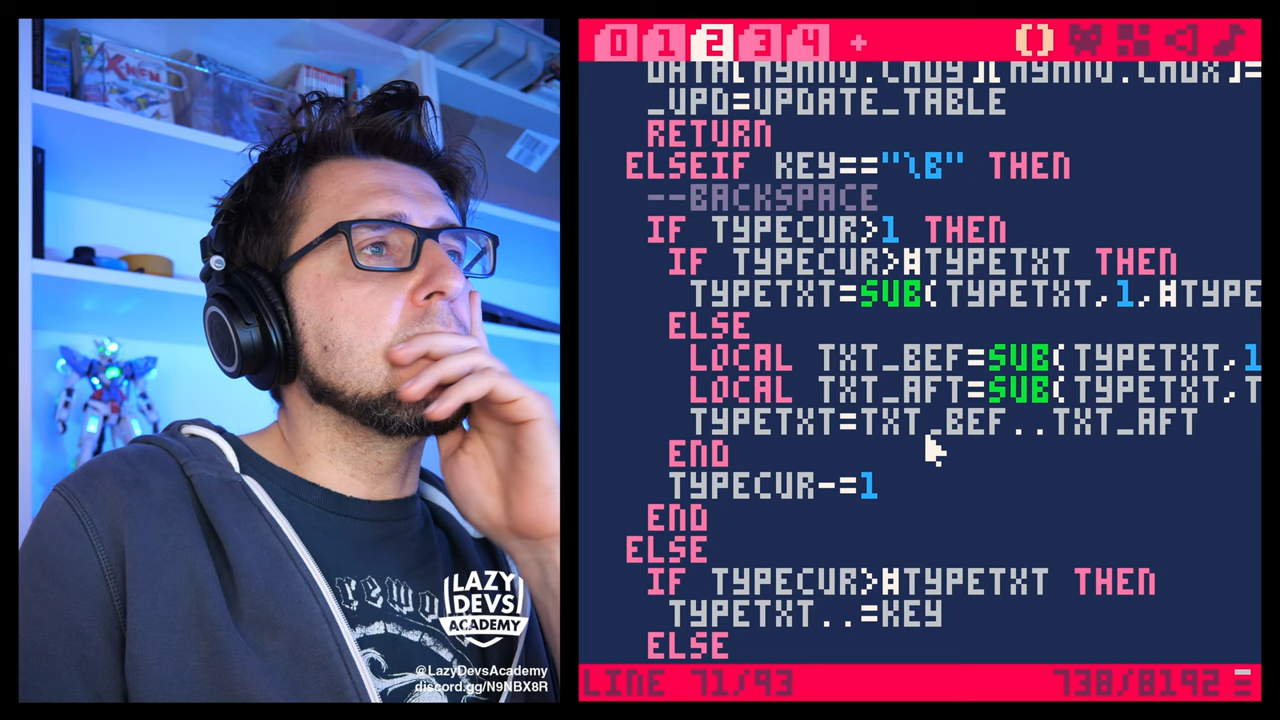 X-MEN
LAZY
DEVS
ACADEMY
@LazyDevsAcademy
discord.gg/N9NBX8R
0 1 2 3 4 +
_UPD=UPDATE_TABLE
RETURN
ELSEIF KEY=="\B" THEN
--BACKSPACE
IF TYPECUR>1 THEN
IF TYPECUR>#TYPETXT THEN
TYPETXT=SUB(TYPETXT,1,#TYPE
ELSE
LOCAL TXT_BEF=SUB(TYPETXT,1
LOCAL TXT_AFT=SUB(TYPETXT,T
TYPETXT=TXT_BEF..TXT_AFT
END
TYPECUR-=1
END
ELSE
IF TYPECUR>#TYPETXT THEN
TYPETXT..=KEY
ELSE
LINE 71/93 738/8192